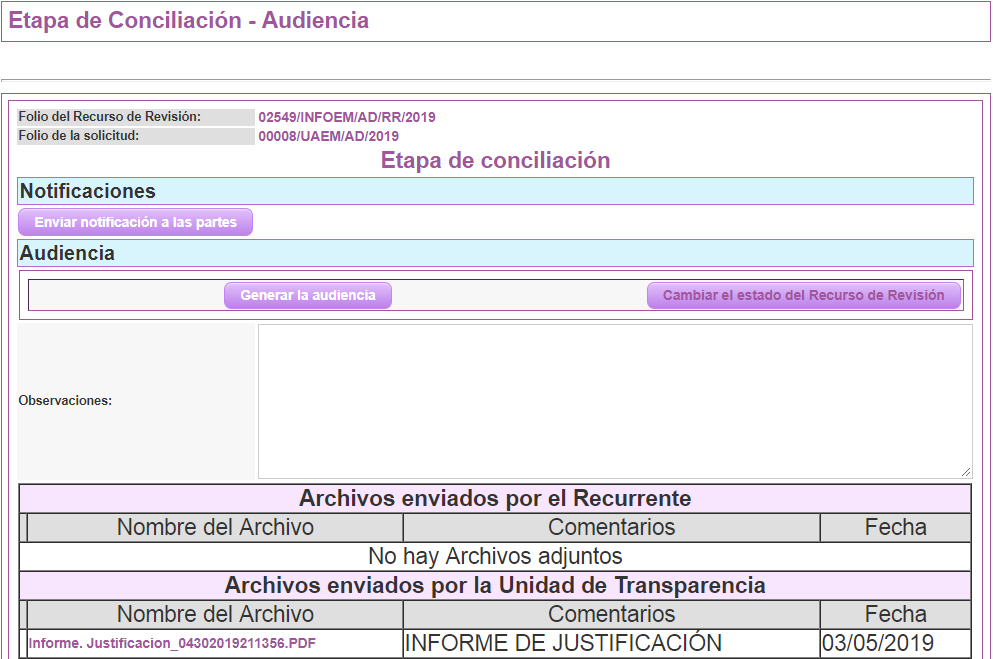 Etapa de Conciliación - Audiencia
Folio del Recurso de Revisión: 02549/INFOEM/AD/RR/2019
Folio de la solicitud: 00008/UAEM/AD/2019
Etapa de conciliación
Notificaciones
Enviar notificación a las partes
Audiencia
Generar la audiencia Cambiar el estado del Recurso de Revisión
Observaciones:
Archivos enviados por el Recurrente
Nombre del Archivo Comentarios Fecha
No hay Archivos adjuntos
Archivos enviados por la Unidad de Transparencia
Nombre del Archivo Comentarios Fecha
Informe. Justificacion_04302019211356.PDF INFORME DE JUSTIFICACIÓN 03/05/2019